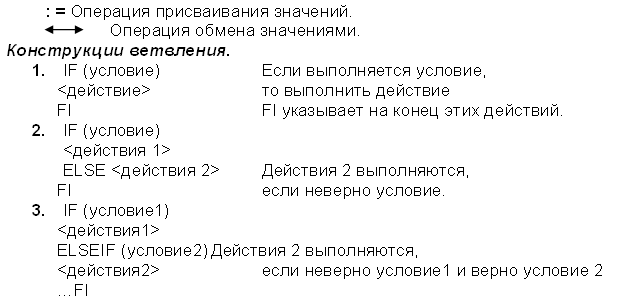 : = Операция присваивания значений.
⟷ Операция обмена значениями.
Конструкции ветвления.
1. IF (условие) Если выполняется условие,
<действие> то выполнить действие
FI FI указывает на конец этих действий.
2. IF (условие)
<действия 1>
ELSE <действия 2> Действия 2 выполняются,
FI если неверно условие.
3. IF (условие1)
<действия1>
ELSEIF (условие2) Действия 2 выполняются,
<действия2> если неверно условие1 и верно условие 2
...FI